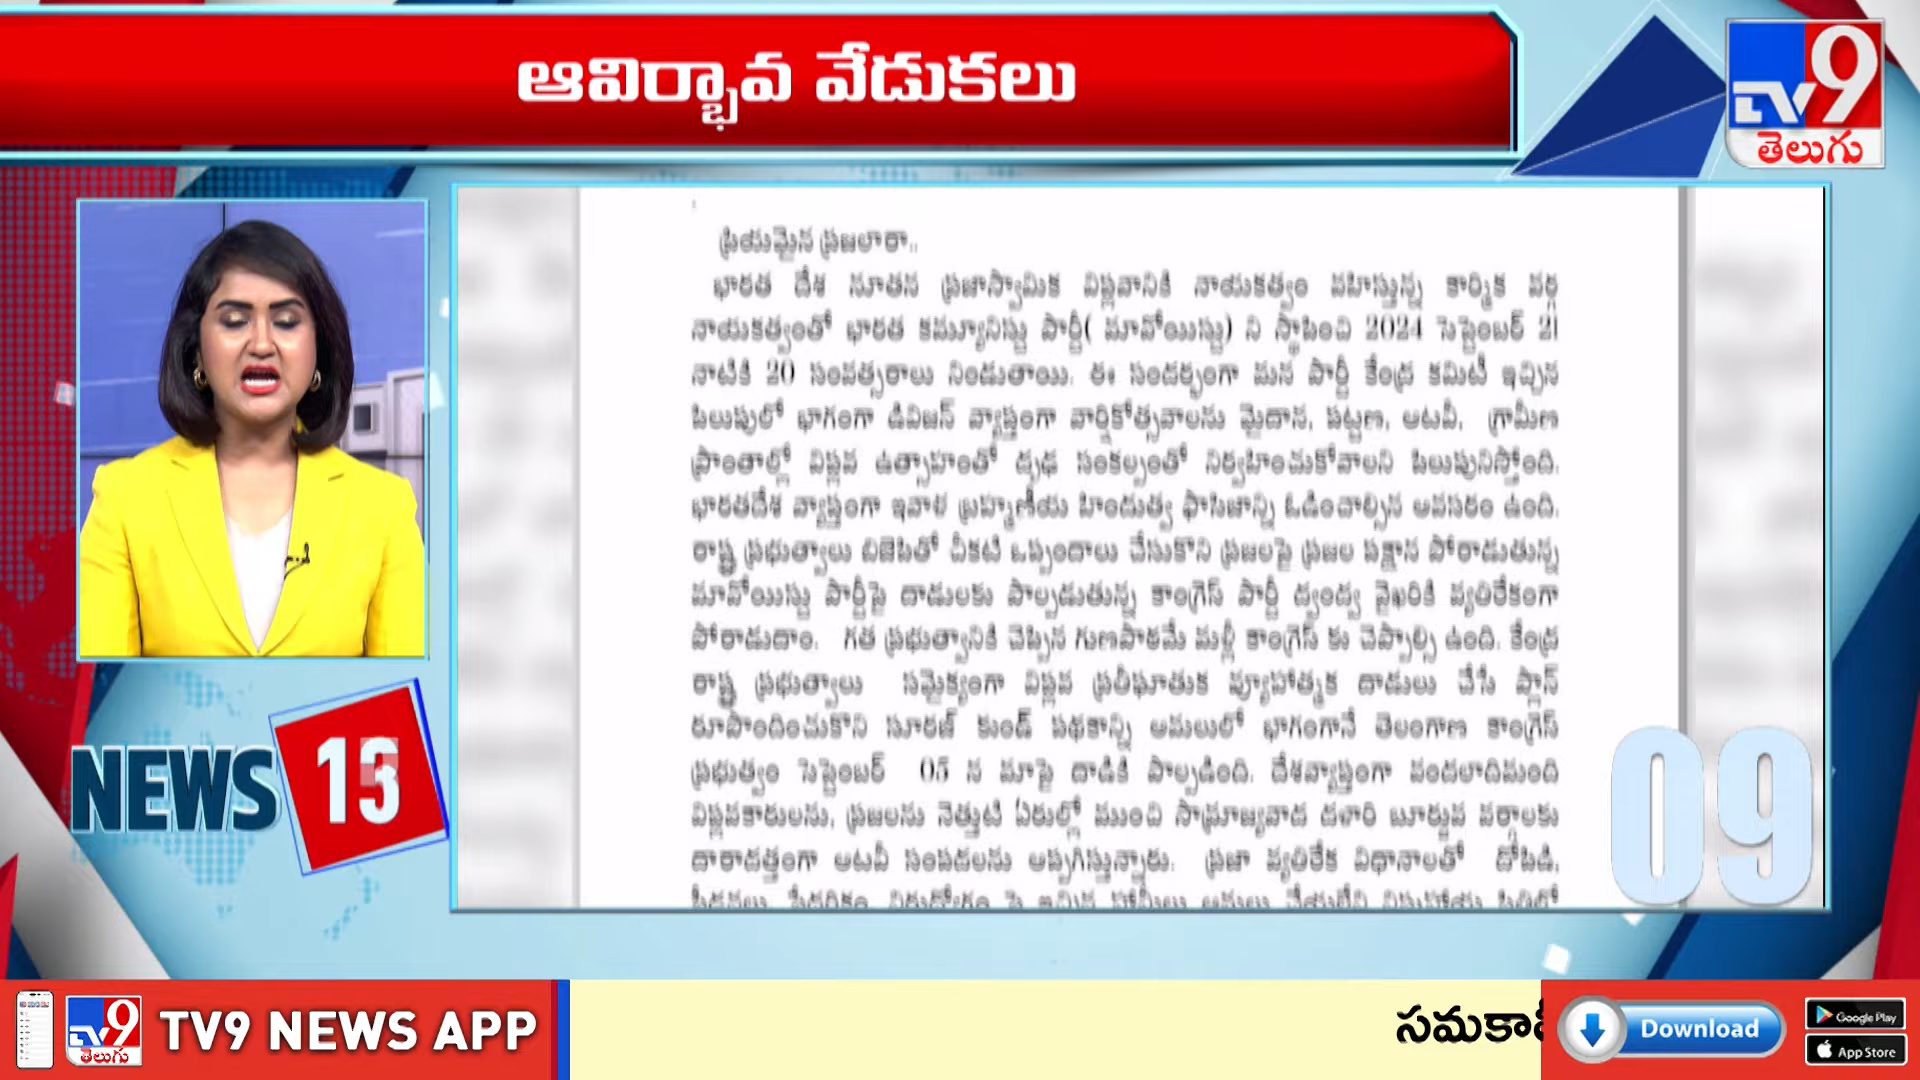 ఆవిర్భావ వేడుకలు
TV9
తెలుగు
ప్రియమైన ప్రజలారా..
భారత దేశ నూతన ప్రజాస్వామిక విప్లవానికి నాయకత్వం వహిస్తున్న కార్మిక వర్గ
నాయకత్వంతో భారత కమ్యూనిస్టు పార్టీ( మావోయిస్టు) ని స్థాపించి 2024 సెప్టెంబర్ 21
నాటికి 20 సంవత్సరాలు నిండుతాయి. ఈ సందర్భంగా మన పార్టీ కేంద్ర కమిటీ ఇచ్చిన
పిలుపులో భాగంగా డివిజన్ వ్యాప్తంగా వార్షికోత్సవాలను మైదాన, పట్టణ, అటవీ, గ్రామీణ
ప్రాంతాల్లో విప్లవ ఉత్సాహంతో దృఢ సంకల్పంతో నిర్వహించుకోవాలని పిలుపునిస్తోంది.
భారతదేశ వ్యాప్తంగా ఇవాళ బ్రహ్మణీయ హిందుత్వ ఫాసిజాన్ని ఓడించాల్సిన అవసరం ఉంది.
రాష్ట్ర ప్రభుత్వాలు బిజెపితో చీకటి ఒప్పందాలు చేసుకొని ప్రజలపై ప్రజల పక్షాన పోరాడుతున్న
మావోయిస్టు పార్టీపై దాడులకు పాల్పడుతున్న కాంగ్రెస్ పార్టీ ద్వంద్వ వైఖరికి వ్యతిరేకంగా
పోరాడుదాం. గత ప్రభుత్వానికి చెప్పిన గుణపాఠమే మళ్లీ కాంగ్రెస్ కు చెప్పాల్సి ఉంది. కేంద్ర
రాష్ట్ర ప్రభుత్వాలు సమైక్యంగా విప్లవ ప్రతీఘాతుక వ్యూహాత్మక దాడులు చేసే ప్లాన్
రూపొందించుకొని సూరజ్ కుండ్ పథకాన్ని అమలులో భాగంగానే తెలంగాణ కాంగ్రెస్
ప్రభుత్వం సెప్టెంబర్ 05 న మాపై దాడికి పాల్పడింది. దేశవ్యాప్తంగా వందలాదిమంది
విప్లవకారులను, ప్రజలను నెత్తుటి ఏరుల్లో ముంచి సామ్రాజ్యవాద దళారి బూర్జువ వర్గాలకు
దారాదత్తంగా అటవీ సంపదలను అప్పగిస్తున్నారు. ప్రజా వ్యతిరేక విధానాలతో దోపిడి,
NEWS
09
TV9
తెలుగు
TV9 NEWS APP
సమకా
Download
Google Play
App Store